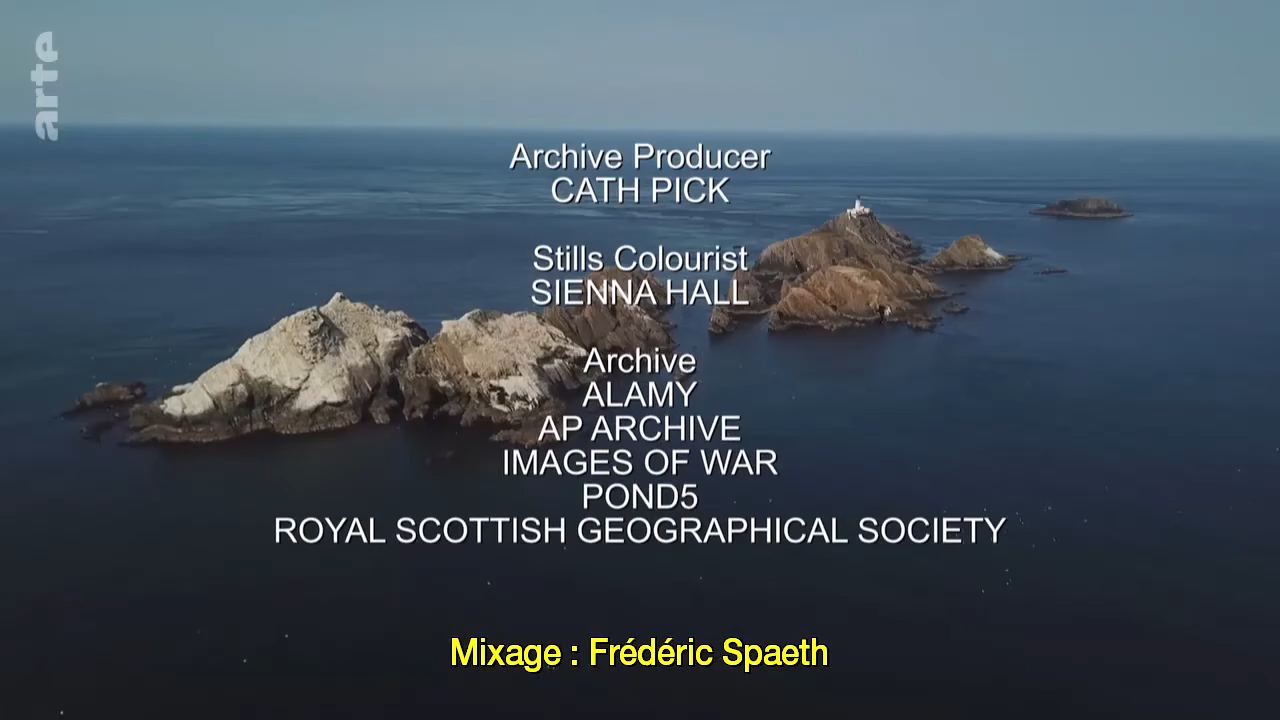 arte
Archive Producer
CATH PICK
Stills Colourist
SIENNA HALL
Archive
ALAMY
AP ARCHIVE
IMAGES OF WAR
POND5
ROYAL SCOTTISH GEOGRAPHICAL SOCIETY
Mixage : Frédéric Spaeth